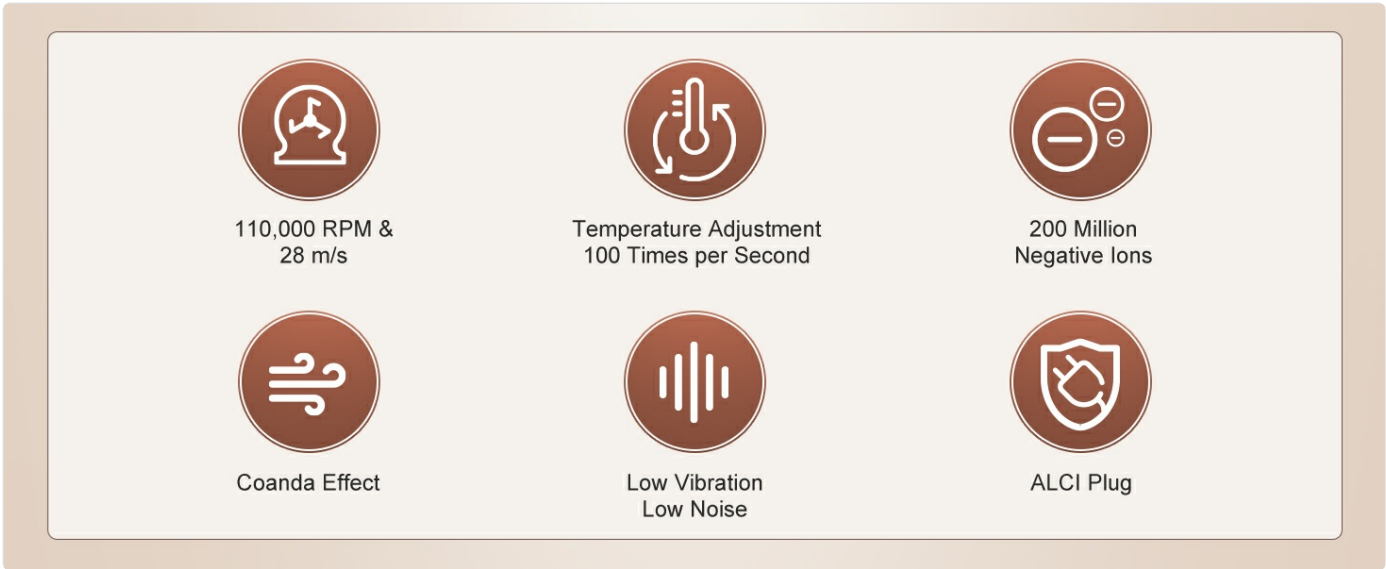 110,000 RPM &
28 m/s
Temperature Adjustment
100 Times per Second
200 Million
Negative Ions
Coanda Effect
Low Vibration
Low Noise
ALCI Plug